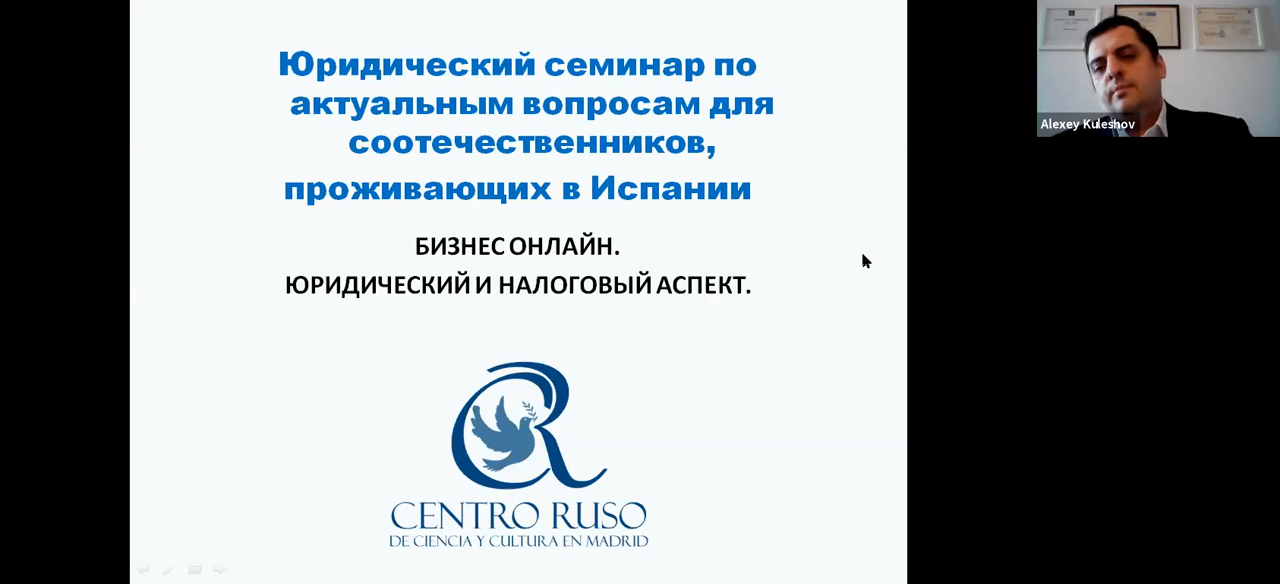 Юридический семинар по
актуальным вопросам для
соотечественников,
проживающих в Испании
БИЗНЕС ОНЛАЙН.
ЮРИДИЧЕСКИЙ И НАЛОГОВЫЙ АСПЕКТ.
CENTRO RUSO
DE CIENCIA Y CULTURA EN MADRID
Alexey Kuleshov